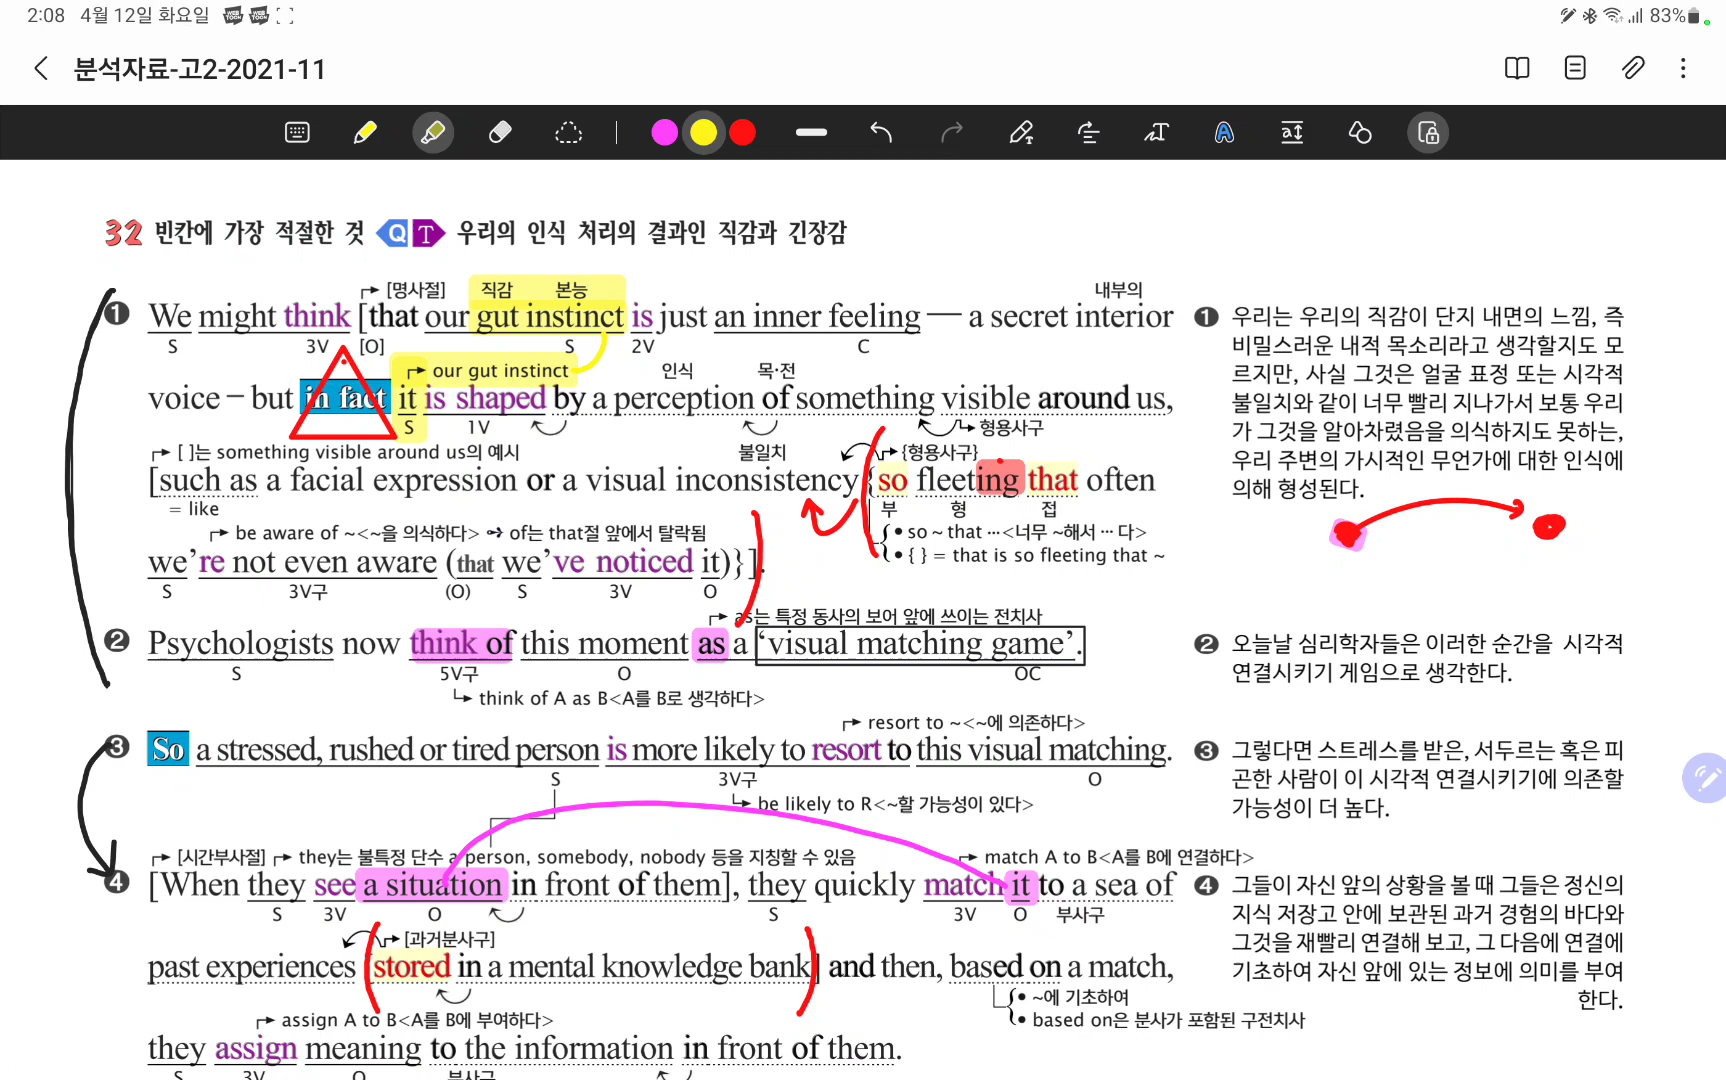 2:08 4월 12일 화요일 83%
분석자료-고2-2021-11
32 빈칸에 가장 적절한 것 Q T 우리의 인식 처리의 결과인 직감과 긴장감
[명사절] 직감 본능 내부의
❶ We might think [that our gut instinct is just an inner feeling — a secret interior
S 3V [O] S 2V C
our gut instinct 인식 목·전
voice – but in fact it is shaped by a perception of something visible around us,
S 1V 형용사구
[ ]는 something visible around us의 예시 불일치 {형용사구}
[such as a facial expression or a visual inconsistency {so fleeting that often
= like 부 형 접
be aware of ~<~을 의식하다> of는 that절 앞에서 탈락됨 • so ~ that ···<너무 ~해서 ··· 다>
• { } = that is so fleeting that ~
we’re not even aware (that we’ve noticed it)}].
S 3V구 (O) S 3V O
as는 특정 동사의 보어 앞에 쓰이는 전치사
❷ Psychologists now think of this moment as a ‘visual matching game’.
S 5V구 O OC
think of A as B<A를 B로 생각하다>
resort to ~<~에 의존하다>
❸ So a stressed, rushed or tired person is more likely to resort to this visual matching.
S 3V구 O
be likely to R<~할 가능성이 있다>
[시간부사절] they는 불특정 단수 a person, somebody, nobody 등을 지칭할 수 있음 match A to B<A를 B에 연결하다>
❹ [When they see a situation in front of them], they quickly match it to a sea of
S 3V O S 3V O 부사구
[과거분사구]
past experiences [stored in a mental knowledge bank] and then, based on a match,
• ~에 기초하여
assign A to B<A를 B에 부여하다> • based on은 분사가 포함된 구전치사
they assign meaning to the information in front of them.
S 3V O 부사구
❶ 우리는 우리의 직감이 단지 내면의 느낌, 즉
비밀스러운 내적 목소리라고 생각할지도 모
르지만, 사실 그것은 얼굴 표정 또는 시각적
불일치와 같이 너무 빨리 지나가서 보통 우리
가 그것을 알아차렸음을 의식하지도 못하는,
우리 주변의 가시적인 무언가에 대한 인식에
의해 형성된다.
❷ 오늘날 심리학자들은 이러한 순간을 시각적
연결시키기 게임으로 생각한다.
❸ 그렇다면 스트레스를 받은, 서두르는 혹은 피
곤한 사람이 이 시각적 연결시키기에 의존할
가능성이 더 높다.
❹ 그들이 자신 앞의 상황을 볼 때 그들은 정신의
지식 저장고 안에 보관된 과거 경험의 바다와
그것을 재빨리 연결해 보고, 그 다음에 연결에
기초하여 자신 앞에 있는 정보에 의미를 부여
한다.